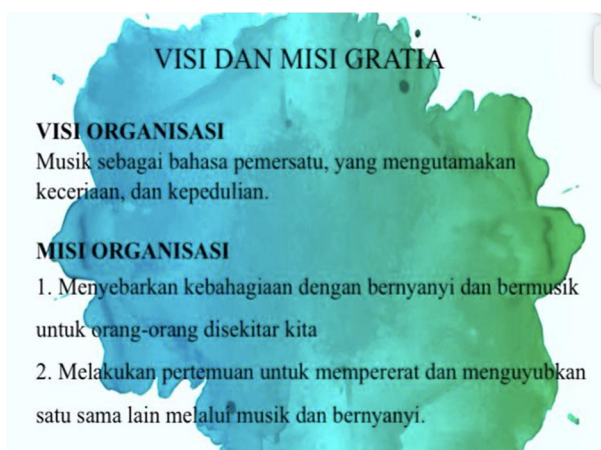 VISI DAN MISI GRATIA
VISI ORGANISASI
Musik sebagai bahasa pemersatu, yang mengutamakan
keceriaan, dan kepedulian.
MISI ORGANISASI
1. Menyebarkan kebahagiaan dengan bernyanyi dan bermusik
untuk orang-orang disekitar kita
2. Melakukan pertemuan untuk mempererat dan menguyubkan
satu sama lain melalui musik dan bernyanyi.